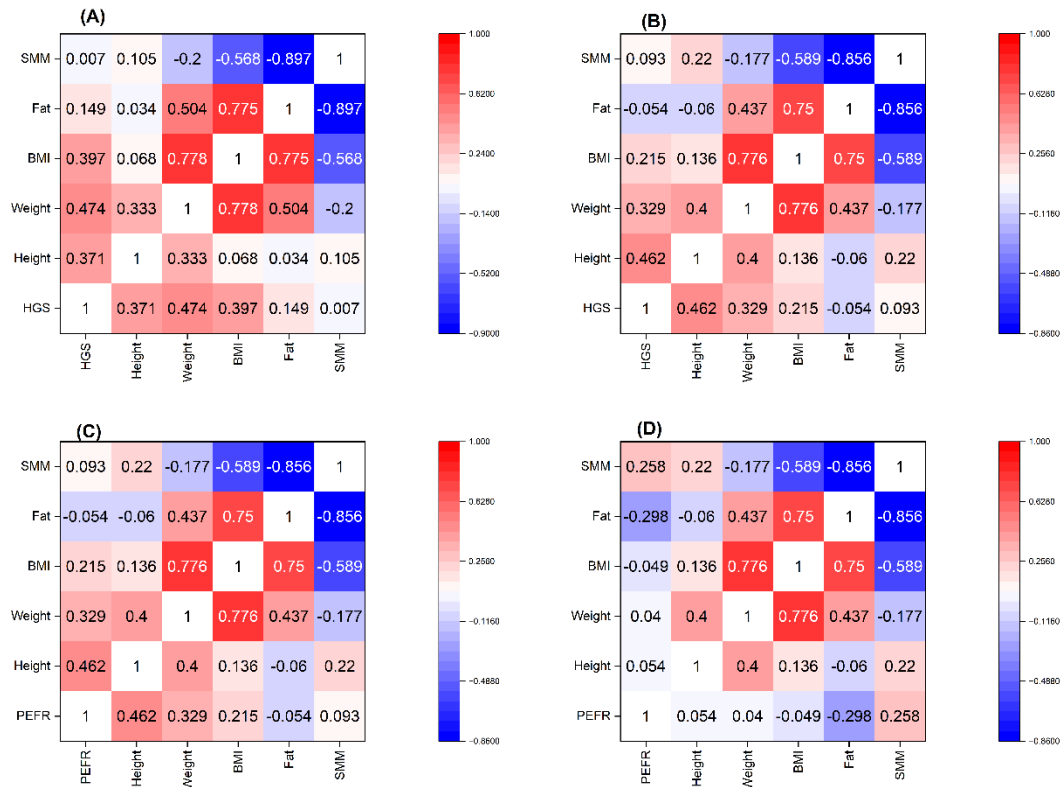 (A)
SMM 0.007 0.105 -0.2 -0.568 -0.897 1
Fat 0.149 0.034 0.504 0.775 1 -0.897
BMI 0.397 0.068 0.778 1 0.775 -0.568
Weight 0.474 0.333 1 0.778 0.504 -0.2
Height 0.371 1 0.333 0.068 0.034 0.105
HGS 1 0.371 0.474 0.397 0.149 0.007
HGS Height Weight BMI Fat SMM
1.000
0.6200
0.2400
-0.1400
-0.5200
-0.9000
(B)
SMM 0.093 0.22 -0.177 -0.589 -0.856 1
Fat -0.054 -0.06 0.437 0.75 1 -0.856
BMI 0.215 0.136 0.776 1 0.75 -0.589
Weight 0.329 0.4 1 0.776 0.437 -0.177
Height 0.462 1 0.4 0.136 -0.06 0.22
HGS 1 0.462 0.329 0.215 -0.054 0.093
HGS Height Weight BMI Fat SMM
1.000
0.6280
0.2560
-0.1160
-0.4880
-0.8600
(C)
SMM 0.093 0.22 -0.177 -0.589 -0.856 1
Fat -0.054 -0.06 0.437 0.75 1 -0.856
BMI 0.215 0.136 0.776 1 0.75 -0.589
Weight 0.329 0.4 1 0.776 0.437 -0.177
Height 0.462 1 0.4 0.136 -0.06 0.22
PEFR 1 0.462 0.329 0.215 -0.054 0.093
PEFR Height Weight BMI Fat SMM
1.000
0.6280
0.2560
-0.1160
-0.4880
-0.8600
(D)
SMM 0.258 0.22 -0.177 -0.589 -0.856 1
Fat -0.298 -0.06 0.437 0.75 1 -0.856
BMI -0.049 0.136 0.776 1 0.75 -0.589
Weight 0.04 0.4 1 0.776 0.437 -0.177
Height 0.054 1 0.4 0.136 -0.06 0.22
PEFR 1 0.054 0.04 -0.049 -0.298 0.258
PEFR Height Weight BMI Fat SMM
1.000
0.6280
0.2560
-0.1160
-0.4880
-0.8600